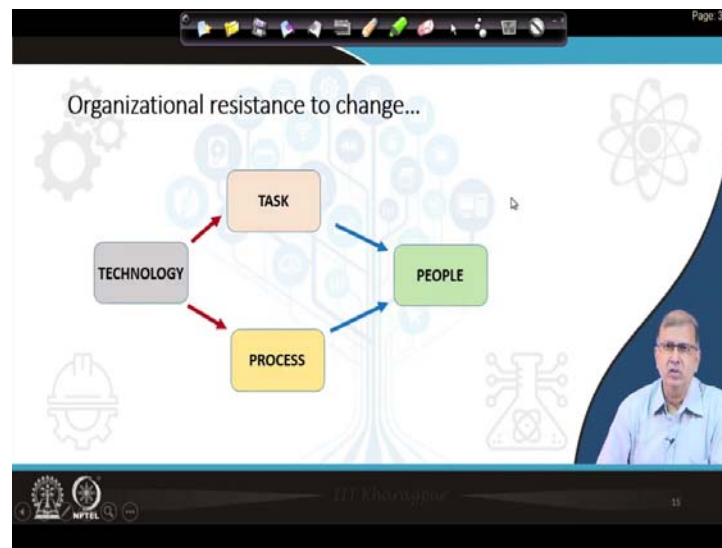 Page: 3
Organizational resistance to change...
TASK
TECHNOLOGY
PEOPLE
PROCESS
NPTEL
IIT Kharagpur
15